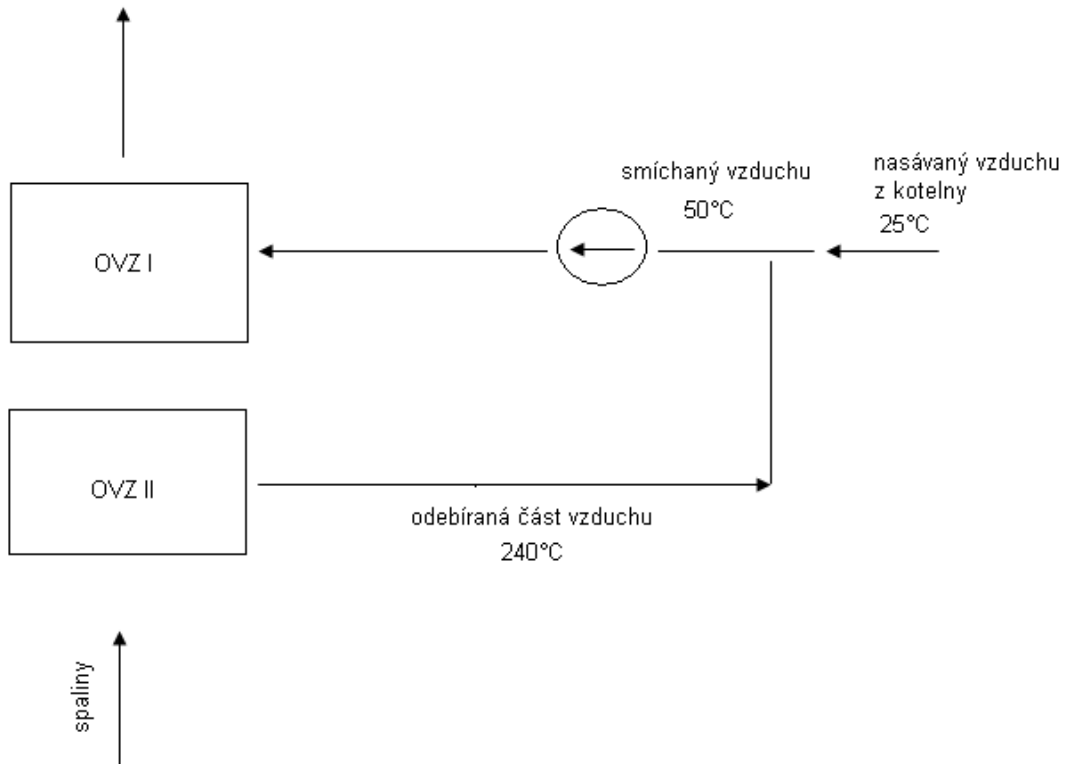 smíchaný vzduchu
50°C
nasávaný vzduchu
z kotelny
25°C
OVZ I
OVZ II
odebíraná část vzduchu
240°C
spaliny